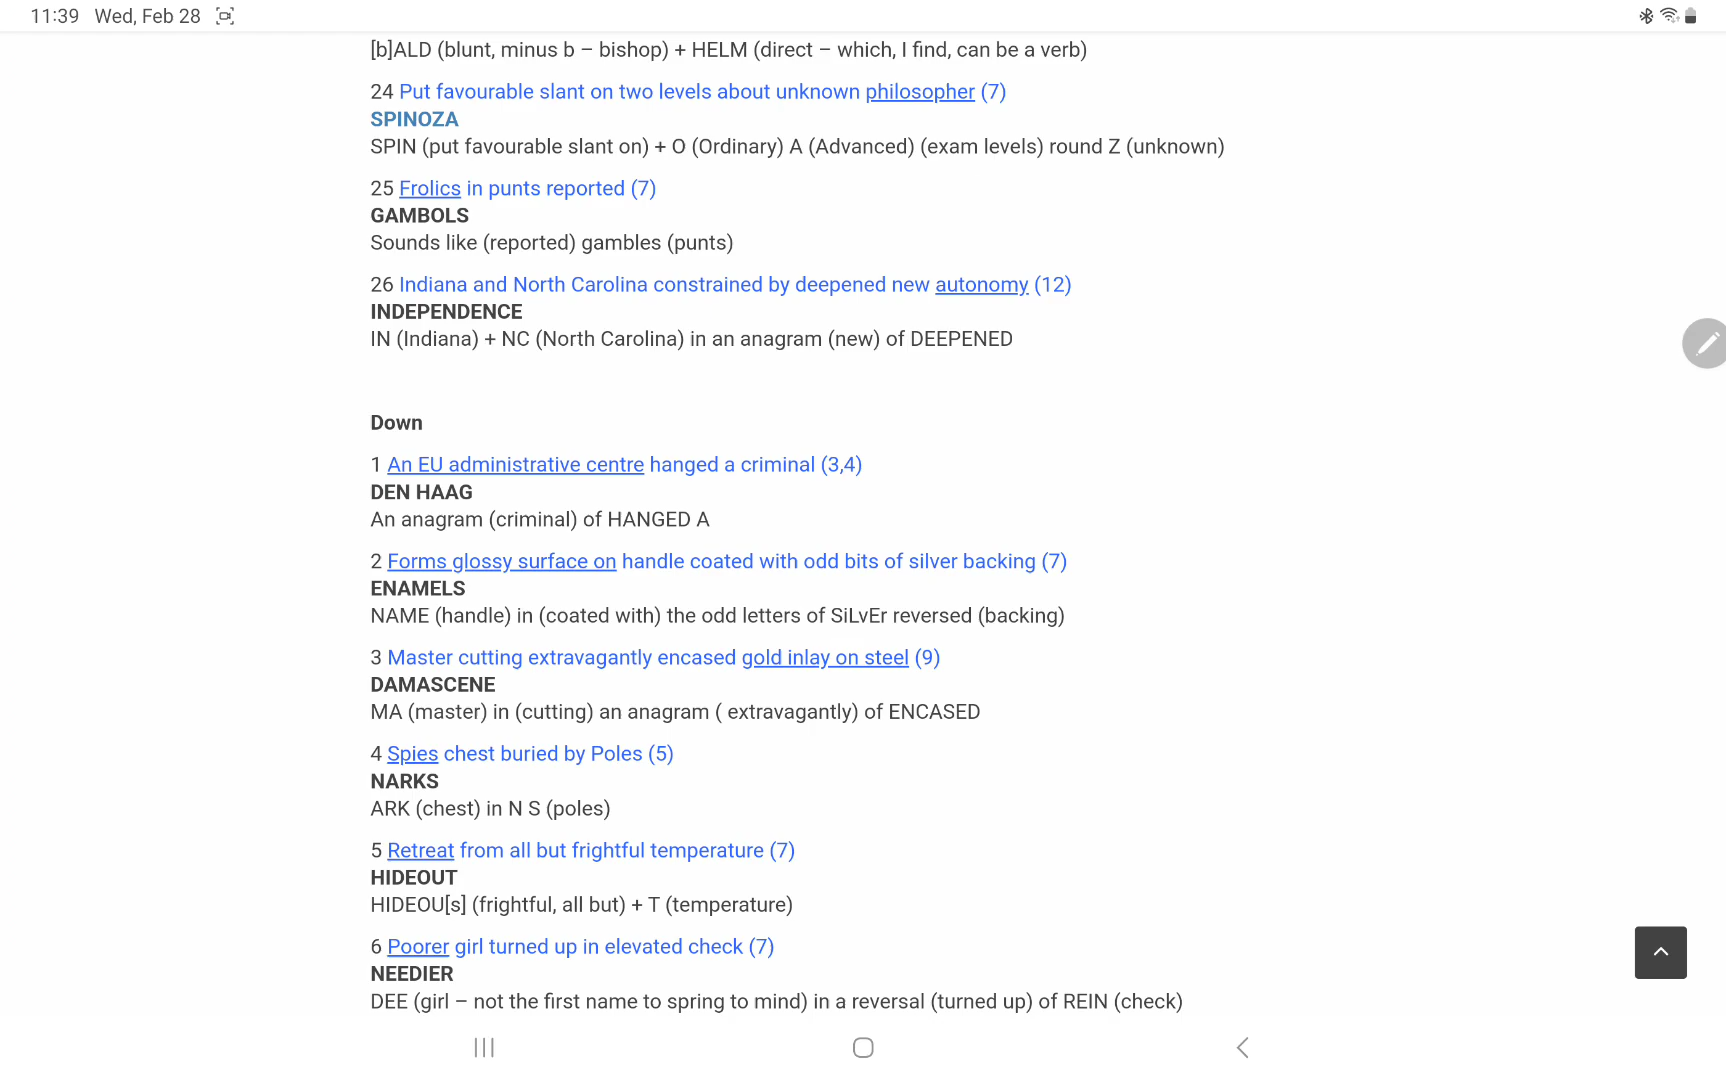 11:39 Wed, Feb 28
[b]ALD (blunt, minus b – bishop) + HELM (direct – which, I find, can be a verb)
24 Put favourable slant on two levels about unknown philosopher (7)
SPINOZA
SPIN (put favourable slant on) + O (Ordinary) A (Advanced) (exam levels) round Z (unknown)
25 Frolics in punts reported (7)
GAMBOLS
Sounds like (reported) gambles (punts)
26 Indiana and North Carolina constrained by deepened new autonomy (12)
INDEPENDENCE
IN (Indiana) + NC (North Carolina) in an anagram (new) of DEEPENED
Down
1 An EU administrative centre hanged a criminal (3,4)
DEN HAAG
An anagram (criminal) of HANGED A
2 Forms glossy surface on handle coated with odd bits of silver backing (7)
ENAMELS
NAME (handle) in (coated with) the odd letters of SiLvEr reversed (backing)
3 Master cutting extravagantly encased gold inlay on steel (9)
DAMASCENE
MA (master) in (cutting) an anagram ( extravagantly) of ENCASED
4 Spies chest buried by Poles (5)
NARKS
ARK (chest) in N S (poles)
5 Retreat from all but frightful temperature (7)
HIDEOUT
HIDEOU[s] (frightful, all but) + T (temperature)
6 Poorer girl turned up in elevated check (7)
NEEDIER
DEE (girl – not the first name to spring to mind) in a reversal (turned up) of REIN (check)